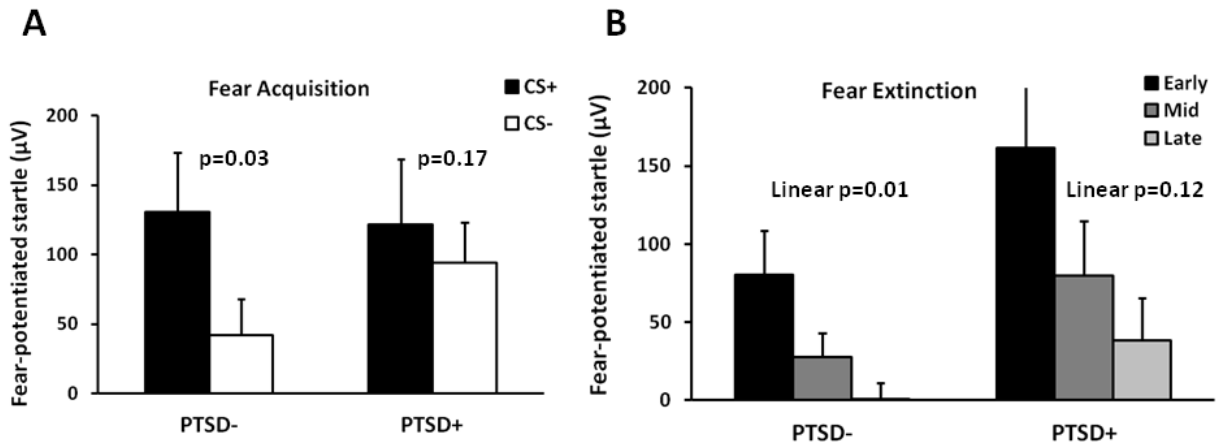 A
Fear Acquisition
CS+
CS-
Fear-potentiated startle (µV)
200
150
100
50
0
p=0.03
p=0.17
PTSD-
PTSD+
B
Fear Extinction
Early
Mid
Late
Fear-potentiated startle (µV)
200
150
100
50
0
Linear p=0.01
Linear p=0.12
PTSD-
PTSD+